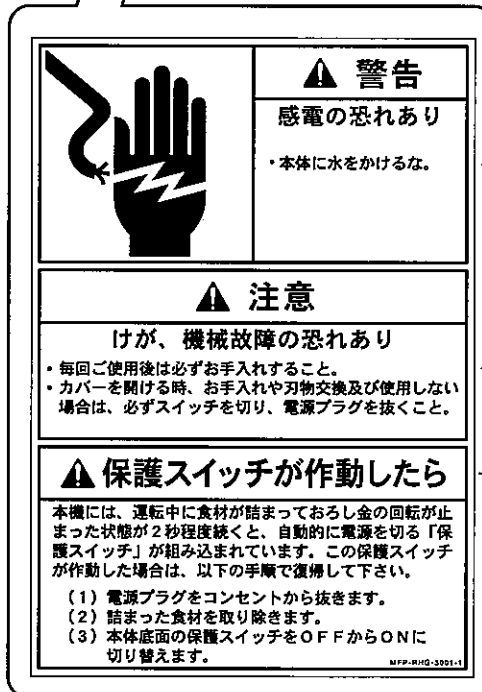 ⚠ 警告
感電の恐れあり
・本体に水をかけるな。
⚠ 注意
けが、機械故障の恐れあり
・毎回ご使用後は必ずお手入れすること。
・カバーを開ける時、お手入れや刃物交換及び使用しない
場合は、必ずスイッチを切り、電源プラグを抜くこと。
⚠ 保護スイッチが作動したら
本機には、運転中に食材が詰まっておろし金の回転が止
まった状態が2秒程度続くと、自動的に電源を切る「保
護スイッチ」が組み込まれています。この保護スイッチ
が作動した場合は、以下の手順で復帰して下さい。
(1) 電源プラグをコンセントから抜きます。
(2) 詰まった食材を取り除きます。
(3) 本体底面の保護スイッチをOFFからONに
切り替えます。
MFP-RHG-3001-1